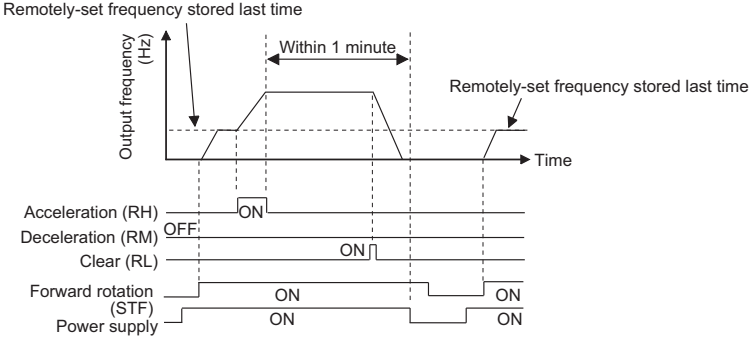 Remotely-set frequency stored last time
Output frequency
(Hz)
Within 1 minute
Remotely-set frequency stored last time
Time
Acceleration (RH)
ON
Deceleration (RM)
OFF
Clear (RL)
ON
Forward rotation
(STF)
ON
ON
Power supply
ON
ON